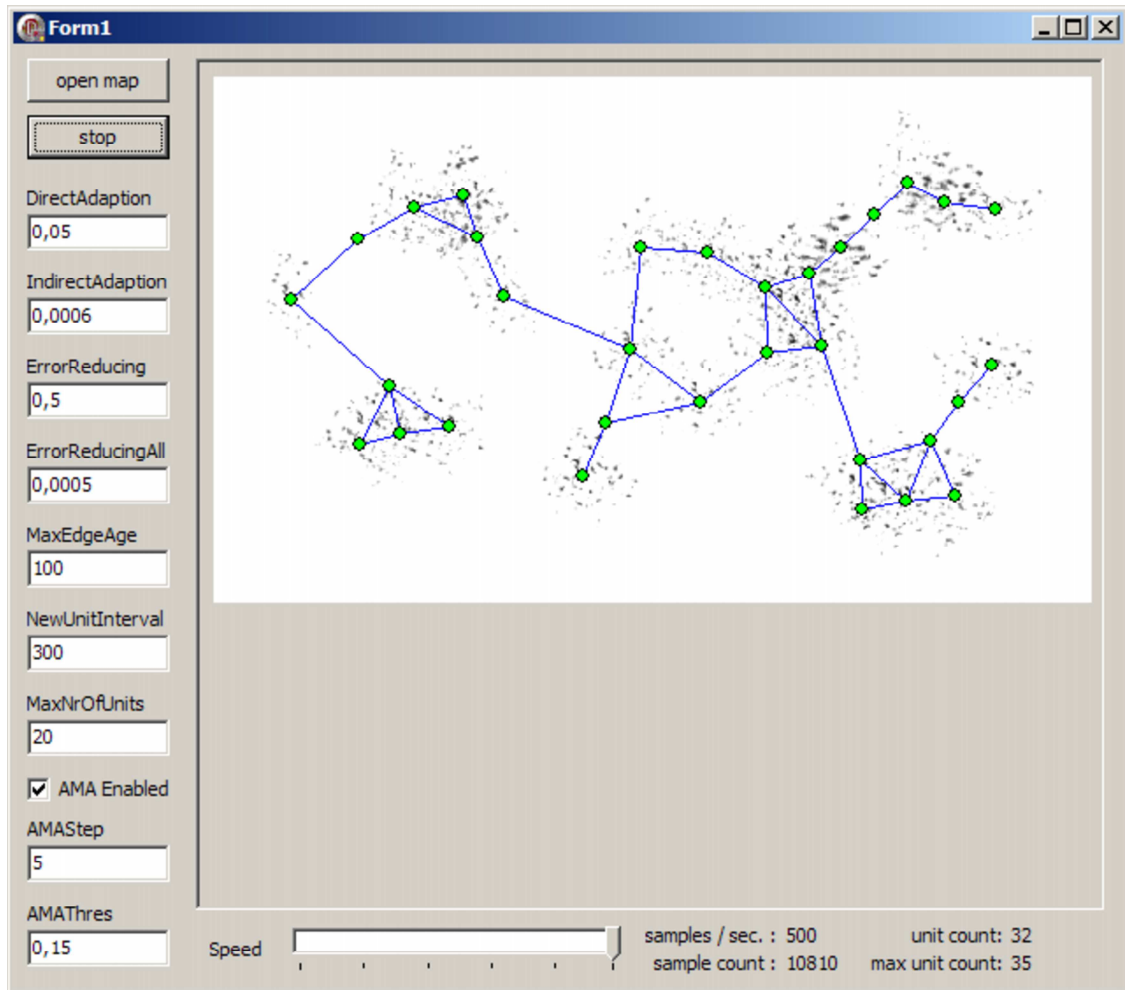 Form1
open map
stop
DirectAdaption
0,05
IndirectAdaption
0,0006
ErrorReducing
0,5
ErrorReducingAll
0,0005
MaxEdgeAge
100
NewUnitInterval
300
MaxNrOfUnits
20
AMA Enabled
AMAStep
5
AMAThres
0,15
Speed
samples / sec. : 500 unit count: 32
sample count : 10810 max unit count: 35